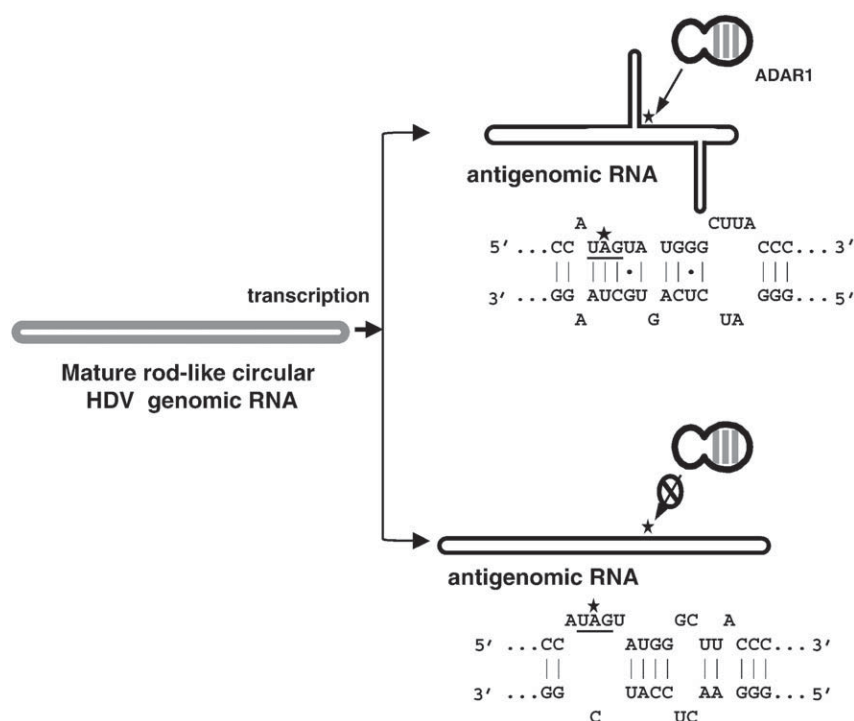 ADAR1
antigenomic RNA
A CUUA
5′ ...CC UAGUA UGGG CCC...3′
3′ ...GG AUCGU ACUC GGG...5′
A G UA
transcription
Mature rod-like circular
HDV genomic RNA
antigenomic RNA
AUAGU GC A
5′ ...CC AUGG UU CCC...3′
3′ ...GG UACC AA GGG...5′
C UC